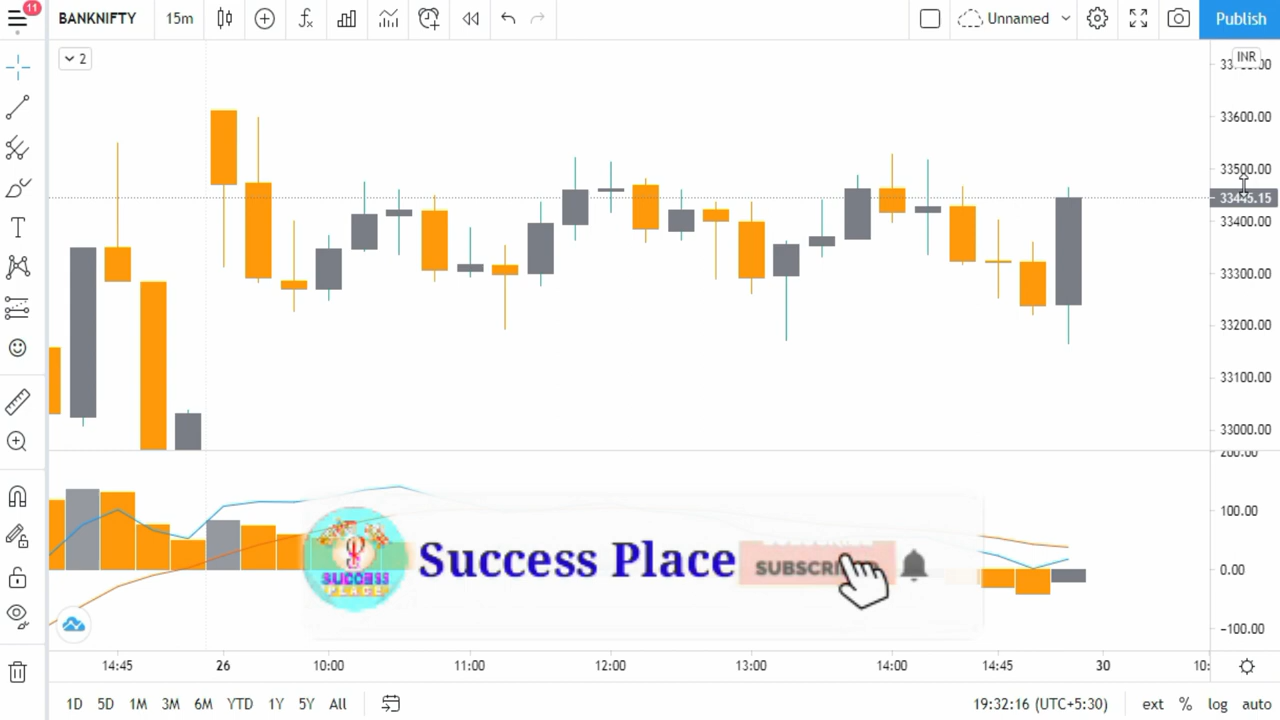 11
BANKNIFTY 15m
Unnamed
Publish
2
INR
33600.00
33500.00
33445.15
33400.00
33300.00
33200.00
33100.00
33000.00
200.00
100.00
0.00
-100.00
SUCCESS
PLACE
Success Place
14:45 26 10:00 11:00 12:00 13:00 14:00 14:45 30
1D 5D 1M 3M 6M YTD 1Y 5Y All
19:32:16 (UTC+5:30) ext % log auto